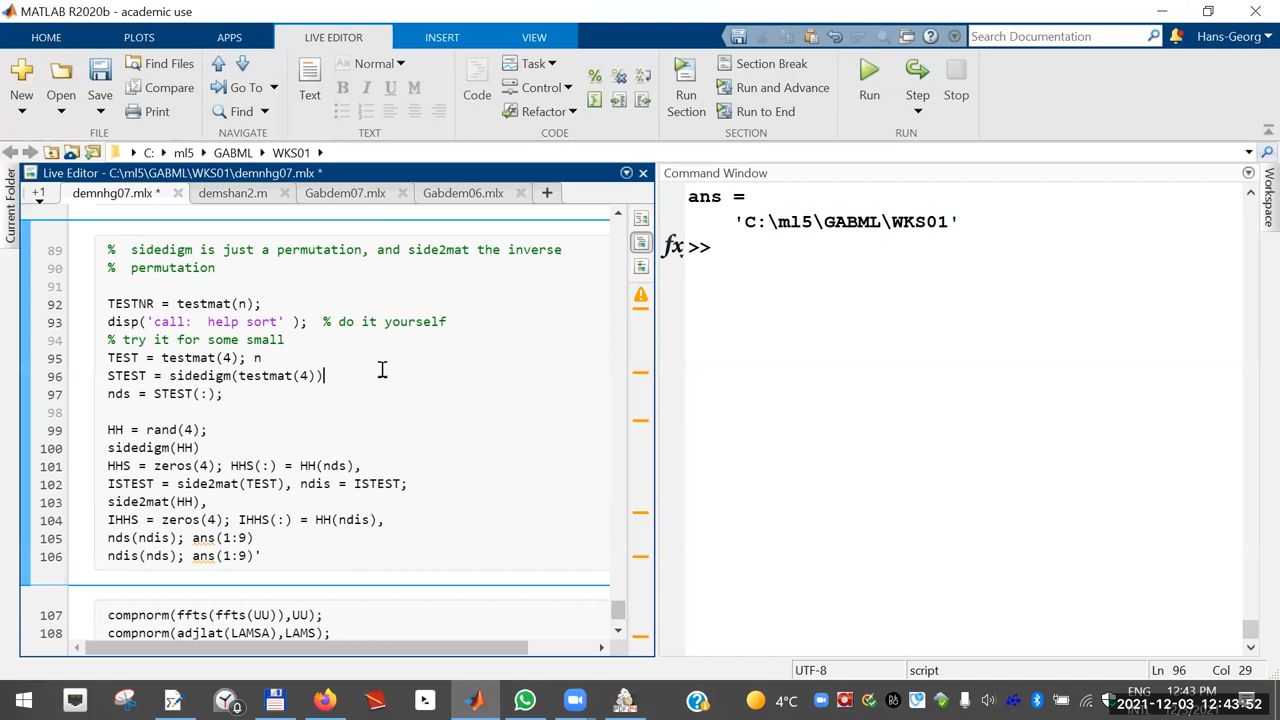 MATLAB R2020b - academic use
HOME PLOTS APPS LIVE EDITOR INSERT VIEW Search Documentation Hans-Georg
New Open Save Find Files Compare Print
Go To Find
Text Normal B I U M
Code Task Control Refactor
Run Section Section Break Run and Advance Run to End
Run Step Stop
FILE NAVIGATE TEXT CODE SECTION RUN
C: ml5 GABML WKS01
Current Folder
Live Editor - C:\ml5\GABML\WKS01\demnhg07.mlx *
+1 demnhg07.mlx * demshan2.m Gabdem07.mlx Gabdem06.mlx
89 % sidedigm is just a permutation, and side2mat the inverse
90 % permutation
91
92 TESTNR = testmat(n);
93 disp('call: help sort' ); % do it yourself
94 % try it for some small
95 TEST = testmat(4); n
96 STEST = sidedigm(testmat(4))
97 nds = STEST(:);
98
99 HH = rand(4);
100 sidedigm(HH)
101 HHS = zeros(4); HHS(:) = HH(nds),
102 ISTEST = side2mat(TEST), ndis = ISTEST;
103 side2mat(HH),
104 IHHS = zeros(4); IHHS(:) = HH(ndis),
105 nds(ndis); ans(1:9)
106 ndis(nds); ans(1:9)'
107 compnorm(ffts(ffts(UU)),UU);
108 compnorm(adjlat(LAMSA),LAMS);
Command Window
ans =
'C:\ml5\GABML\WKS01'
fx >>
Workspace
UTF-8 script Ln 96 Col 29
4°C ENG 12:43 PM
2021-12-03 12:43:52